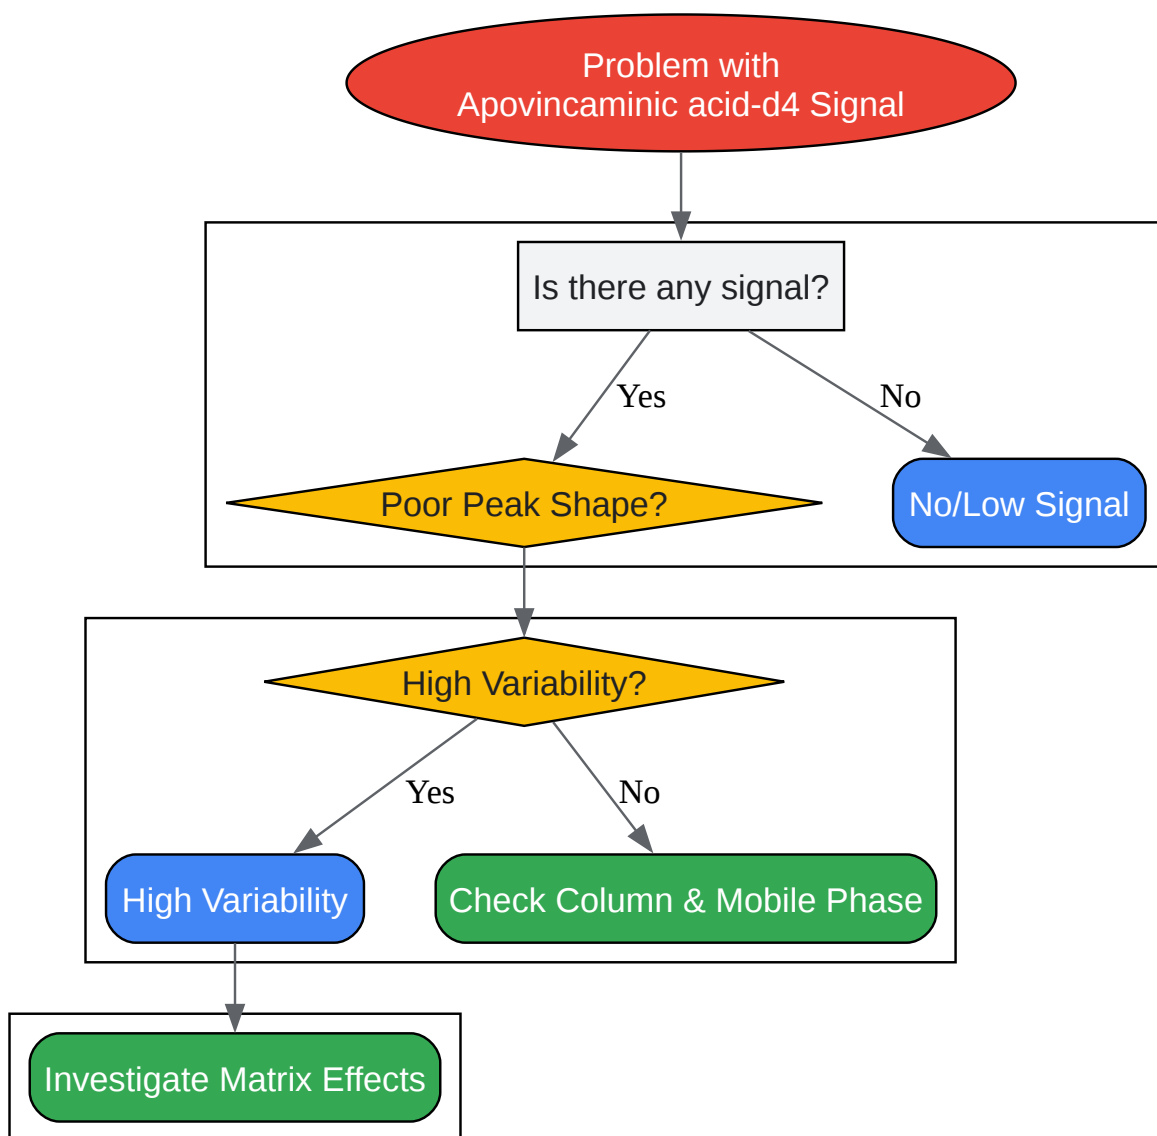 Problem with
Apovincaminic acid-d4 Signal
Is there any signal?
Yes
No
Poor Peak Shape?
No/Low Signal
High Variability?
Yes
No
High Variability
Check Column & Mobile Phase
Investigate Matrix Effects